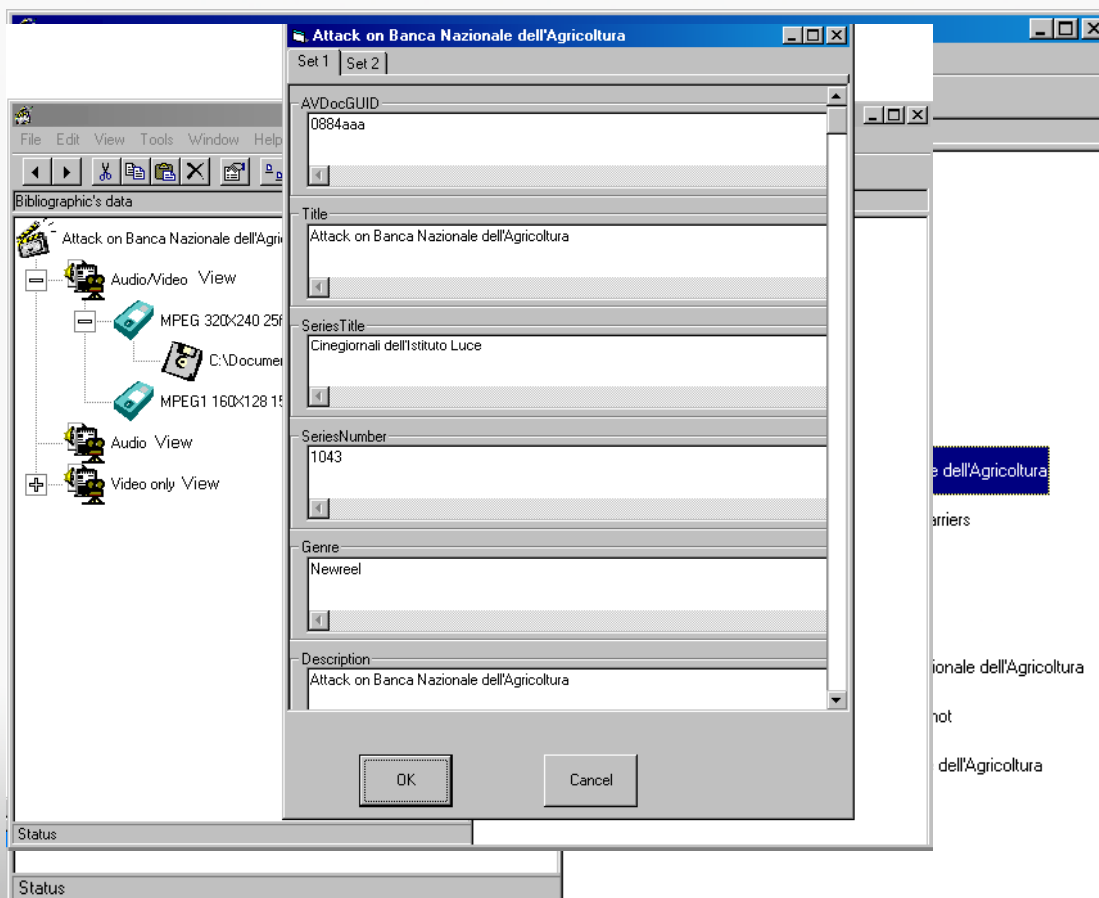 Attack on Banca Nazionale dell'Agricoltura
Set 1 Set 2
AVDocGUID
0884aaa
Title
Attack on Banca Nazionale dell'Agricoltura
SeriesTitle
Cinegiornali dell'Istituto Luce
SeriesNumber
1043
Genre
Newreel
Description
Attack on Banca Nazionale dell'Agricoltura
OK Cancel
File Edit View Tools Window Help
Bibliographic's data
Attack on Banca Nazionale dell'Agri
Audio/Video View
MPEG 320X240 25f
C:\Docume
MPEG1 160X128 15
Audio View
Video only View
Status
Status
e dell'Agricoltura
arriers
ionale dell'Agricoltura
hot
dell'Agricoltura